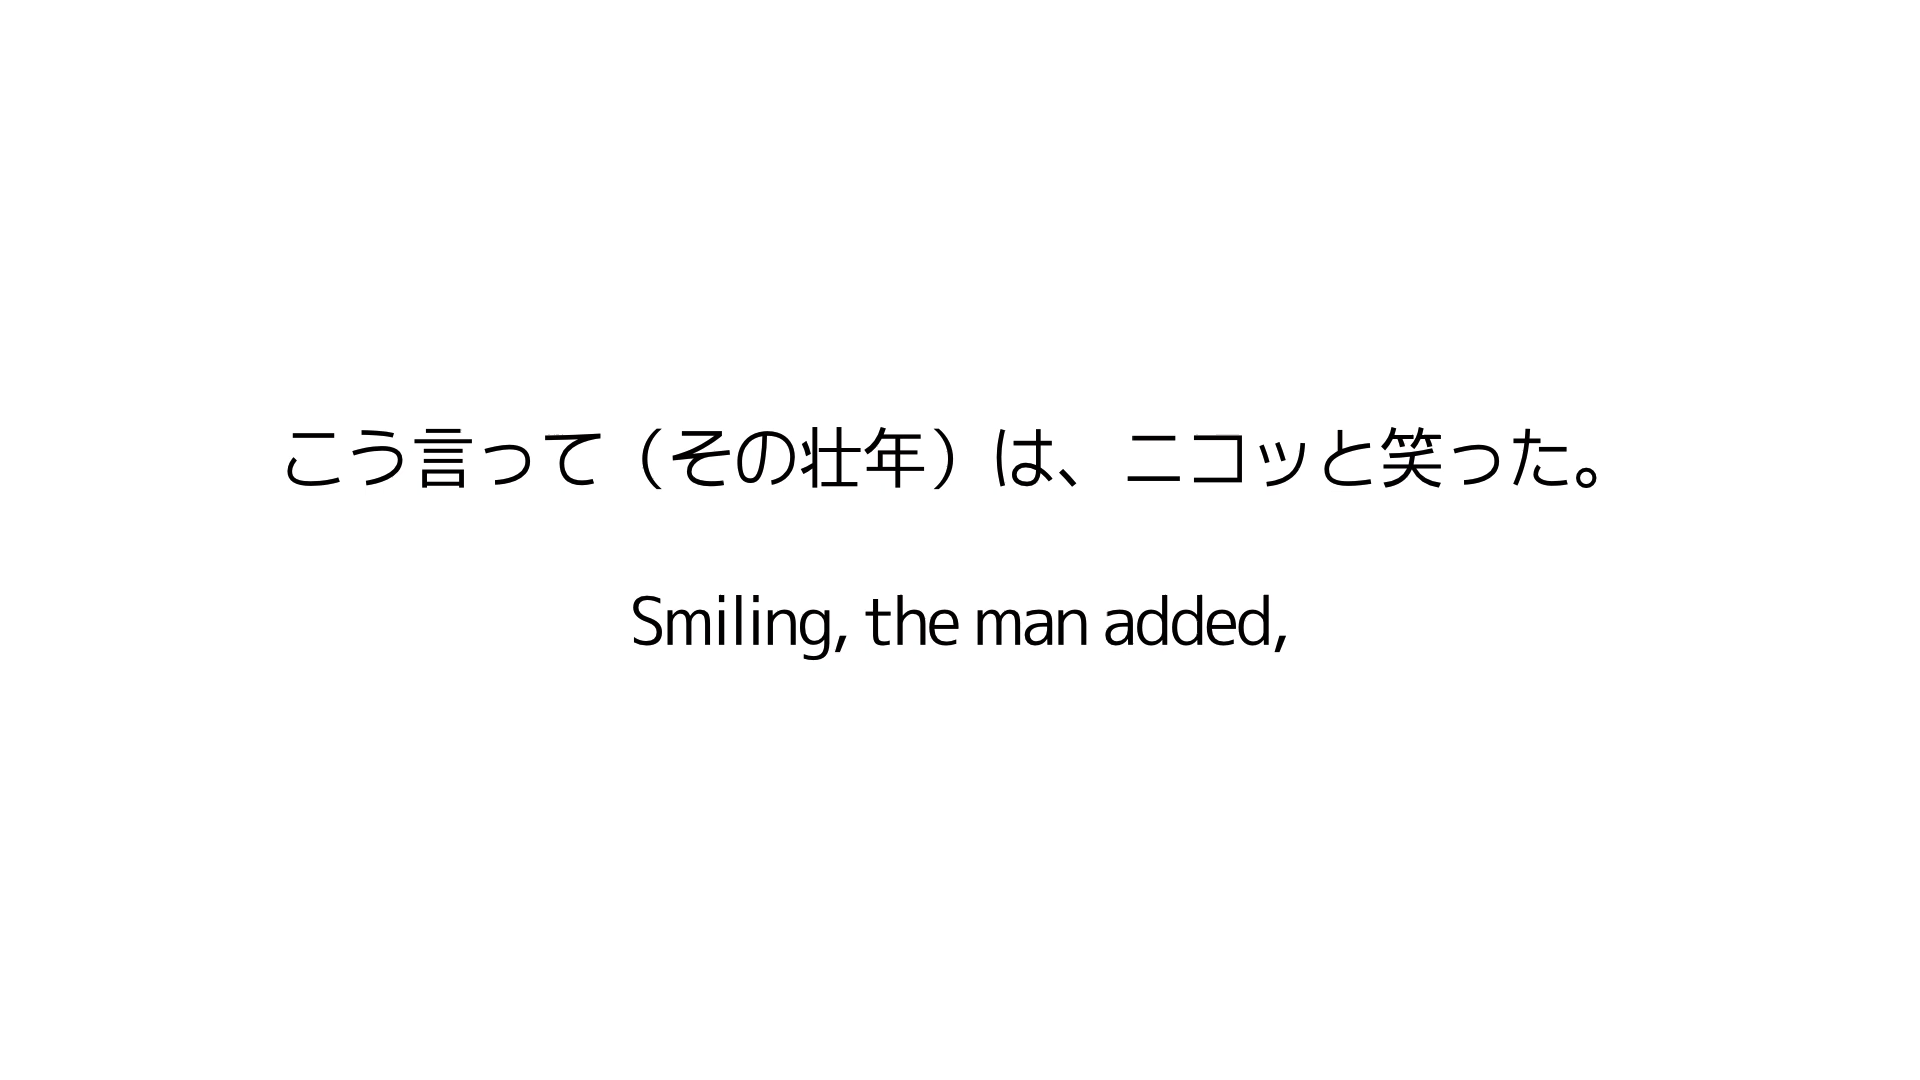 こう言って（その壮年）は、ニコッと笑った。
Smiling, the man added,